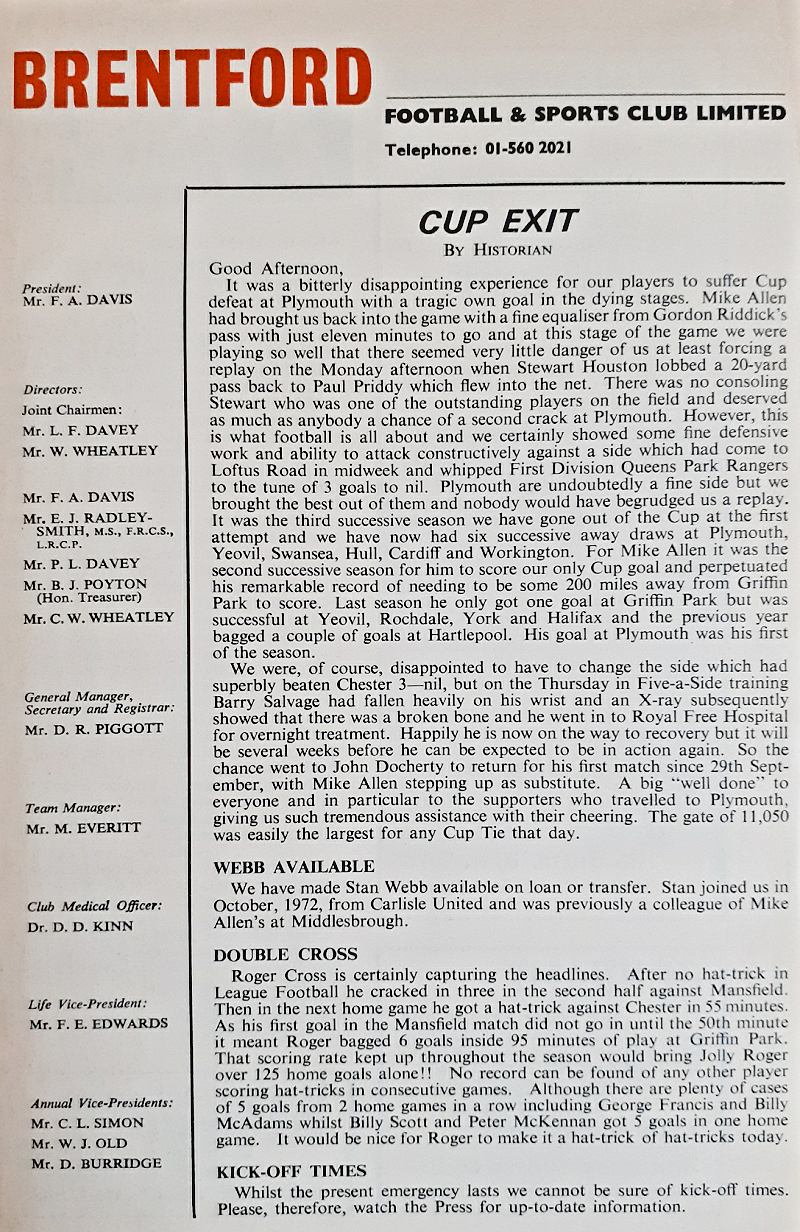 BRENTFORD
FOOTBALL & SPORTS CLUB LIMITED
Telephone: 01-560 2021
President:
Mr. F. A. DAVIS
Directors:
Joint Chairmen:
Mr. L. F. DAVEY
Mr. W. WHEATLEY
Mr. F. A. DAVIS
Mr. E. J. RADLEY-
SMITH, M.S., F.R.C.S.,
L.R.C.P.
Mr. P. L. DAVEY
Mr. B. J. POYTON
(Hon. Treasurer)
Mr. C. W. WHEATLEY
General Manager,
Secretary and Registrar:
Mr. D. R. PIGGOTT
Team Manager:
Mr. M. EVERITT
Club Medical Officer:
Dr. D. D. KINN
Life Vice-President:
Mr. F. E. EDWARDS
Annual Vice-Presidents:
Mr. C. L. SIMON
Mr. W. J. OLD
Mr. D. BURRIDGE
CUP EXIT
BY HISTORIAN
Good Afternoon,
It was a bitterly disappointing experience for our players to suffer Cup
defeat at Plymouth with a tragic own goal in the dying stages. Mike Allen
had brought us back into the game with a fine equaliser from Gordon Riddick's
pass with just eleven minutes to go and at this stage of the game we were
playing so well that there seemed very little danger of us at least forcing a
replay on the Monday afternoon when Stewart Houston lobbed a 20-yard
pass back to Paul Priddy which flew into the net. There was no consoling
Stewart who was one of the outstanding players on the field and deserved
as much as anybody a chance of a second crack at Plymouth. However, this
is what football is all about and we certainly showed some fine defensive
work and ability to attack constructively against a side which had come to
Loftus Road in midweek and whipped First Division Queens Park Rangers
to the tune of 3 goals to nil. Plymouth are undoubtedly a fine side but we
brought the best out of them and nobody would have begrudged us a replay.
It was the third successive season we have gone out of the Cup at the first
attempt and we have now had six successive away draws at Plymouth,
Yeovil, Swansea, Hull, Cardiff and Workington. For Mike Allen it was the
second successive season for him to score our only Cup goal and perpetuated
his remarkable record of needing to be some 200 miles away from Griffin
Park to score. Last season he only got one goal at Griffin Park but was
successful at Yeovil, Rochdale, York and Halifax and the previous year
bagged a couple of goals at Hartlepool. His goal at Plymouth was his first
of the season.
We were, of course, disappointed to have to change the side which had
superbly beaten Chester 3—nil, but on the Thursday in Five-a-Side training
Barry Salvage had fallen heavily on his wrist and an X-ray subsequently
showed that there was a broken bone and he went in to Royal Free Hospital
for overnight treatment. Happily he is now on the way to recovery but it will
be several weeks before he can be expected to be in action again. So the
chance went to John Docherty to return for his first match since 29th Sept-
ember, with Mike Allen stepping up as substitute. A big "well done" to
everyone and in particular to the supporters who travelled to Plymouth,
giving us such tremendous assistance with their cheering. The gate of 11,050
was easily the largest for any Cup Tie that day.
WEBB AVAILABLE
We have made Stan Webb available on loan or transfer. Stan joined us in
October, 1972, from Carlisle United and was previously a colleague of Mike
Allen's at Middlesbrough.
DOUBLE CROSS
Roger Cross is certainly capturing the headlines. After no hat-trick in
League Football he cracked in three in the second half against Mansfield.
Then in the next home game he got a hat-trick against Chester in 55 minutes.
As his first goal in the Mansfield match did not go in until the 50th minute
it meant Roger bagged 6 goals inside 95 minutes of play at Griffin Park.
That scoring rate kept up throughout the season would bring Jolly Roger
over 125 home goals alone!! No record can be found of any other player
scoring hat-tricks in consecutive games. Although there are plenty of cases
of 5 goals from 2 home games in a row including George Francis and Billy
McAdams whilst Billy Scott and Peter McKennan got 5 goals in one home
game. It would be nice for Roger to make it a hat-trick of hat-tricks today.
KICK-OFF TIMES
Whilst the present emergency lasts we cannot be sure of kick-off times.
Please, therefore, watch the Press for up-to-date information.